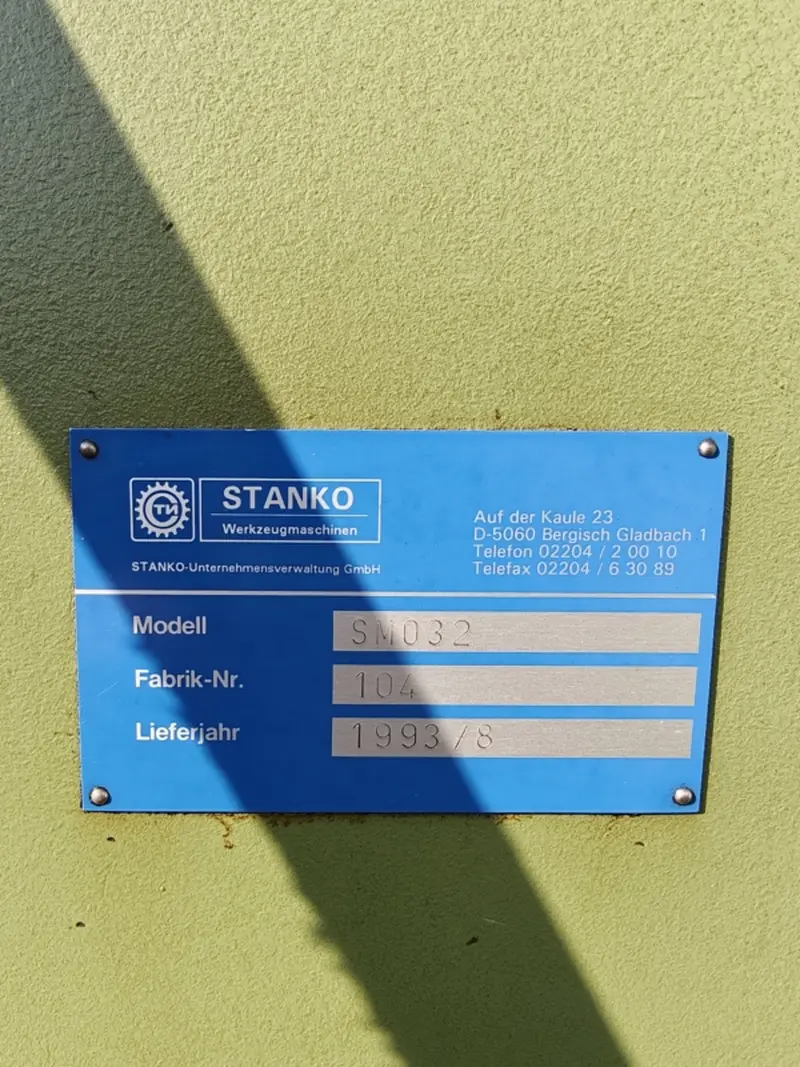 СТИ
STANKO
Werkzeugmaschinen
STANKO-Unternehmensverwaltung GmbH
Auf der Kaule 23
D-5060 Bergisch Gladbach 1
Telefon 02204 / 2 00 10
Telefax 02204 / 6 30 89
Modell SM032
Fabrik-Nr. 104
Lieferjahr 1993/8